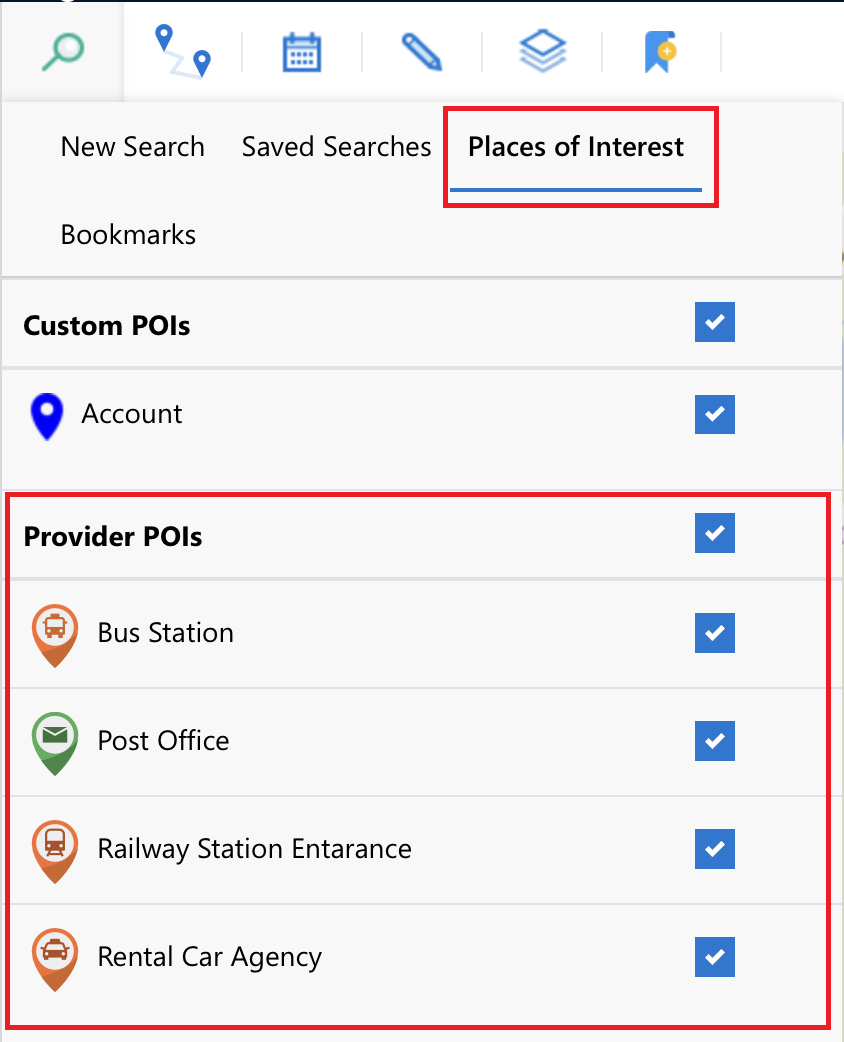 New Search Saved Searches Places of Interest
Bookmarks
Custom POIs
Account
Provider POIs
Bus Station
Post Office
Railway Station Entarance
Rental Car Agency